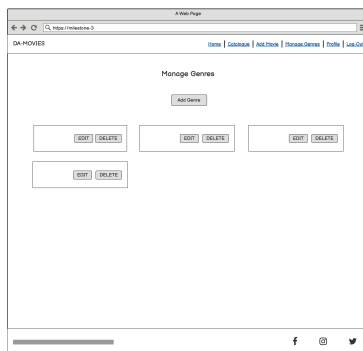 A Web Page
https://milestone-3
DA-MOVIES
Home | Catalogue | Add Movie | Manage Genres | Profile | Log-Out
Manage Genres
Add Genre
EDIT DELETE EDIT DELETE EDIT DELETE
EDIT DELETE